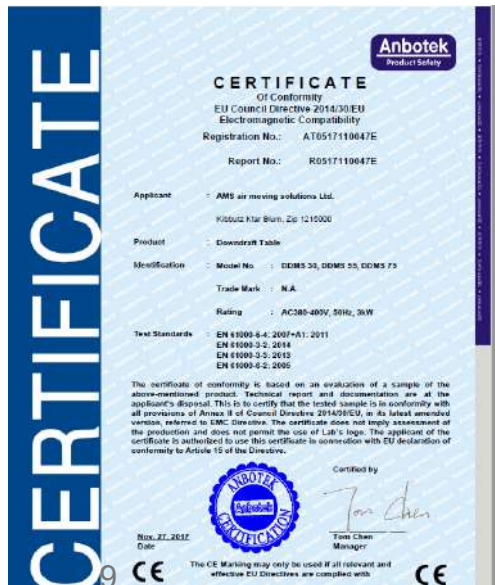 CERTIFICATE
Anbotek
Product Safety
CERTIFICATE
Of Conformity
EU Council Directive 2014/30/EU
Electromagnetic Compatibility
Registration No.: AT0517110047E
Report No.: R0517110047E
Applicant : AMS air moving solutions Ltd.
Kibbutz Kfar Blum, Zip 1215000
Product : Downdraft Table
Identification : Model No. : DDMS 30, DDMS 55, DDMS 75
Trade Mark : N.A.
Rating : AC380-400V, 50Hz, 3kW
Test Standards : EN 61000-6-4: 2007+A1: 2011
EN 61000-3-2: 2014
EN 61000-3-3: 2013
EN 61000-6-2: 2005
The certificate of conformity is based on an evaluation of a sample of the
above-mentioned product. Technical report and documentation are at the
applicant's disposal. This is to certify that the tested sample is in conformity with
all provisions of Annex II of Council Directive 2014/30/EU, in its latest amended
version, referred to EMC Directive. The certificate does not imply assessment of
the production and does not permit the use of Lab's logo. The applicant of the
certificate is authorized to use this certificate in connection with EU declaration of
conformity to Article 15 of the Directive.
Certified by
ANBOTEK
Anbotek
CERTIFICATION
Tom Chen
Nov. 27, 2017
Date
Tom Chen
Manager
9
CE
The CE Marking may only be used if all relevant and
effective EU Directives are complied with
CE